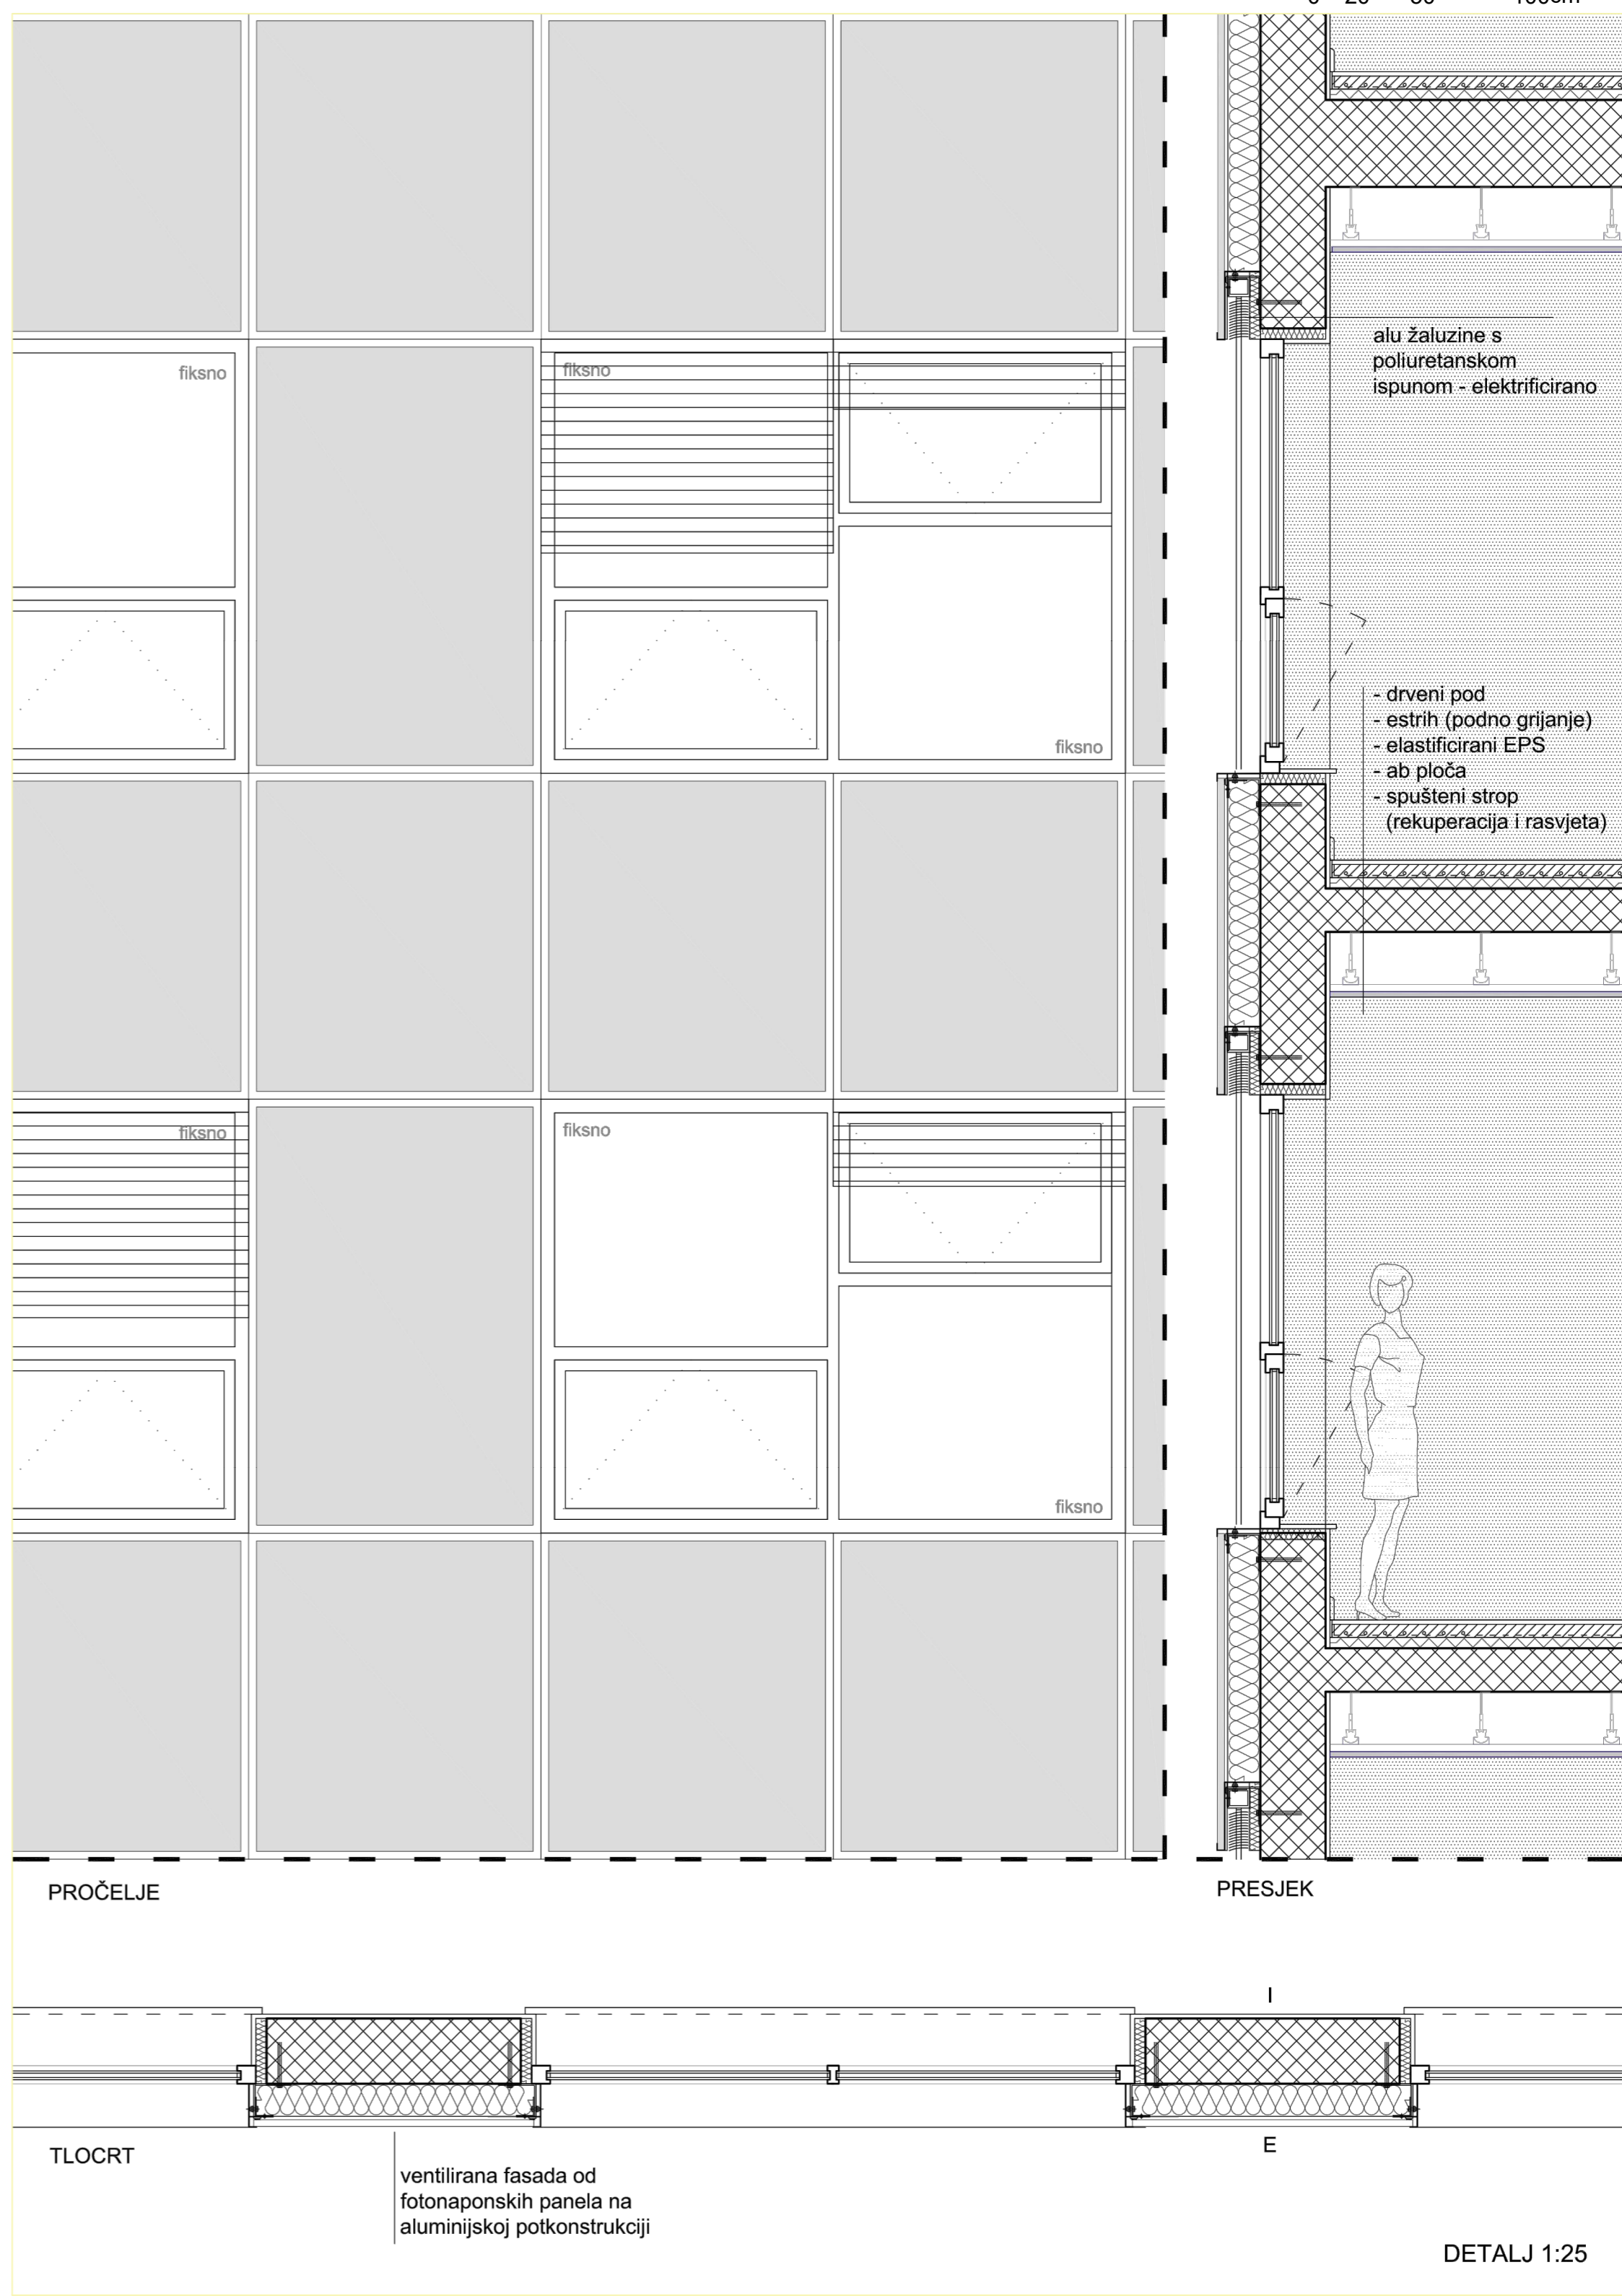 fiksno
fiksno
alu žaluzine s
poliuretanskom
ispunom - elektrificirano
- drveni pod
- estrih (podno grijanje)
- elastificirani EPS
- ab ploča
- spušteni strop
(rekuperacija i rasvjeta)
fiksno
fiksno
fiksno
fiksno
PROČELJE
PRESJEK
I
E
TLOCRT
ventilirana fasada od
fotonaponskih panela na
aluminijskoj potkonstrukciji
DETALJ 1:25